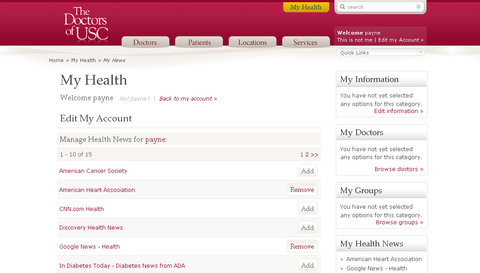 The Doctors of USC
My Health
search
Doctors
Patients
Locations
Services
Welcome payne
This is not me | Edit my Account »
Quick Links
Home > My Health > My News
My Health
Welcome payne Not payne? | Back to my account »
Edit My Account
Manage Health News for payne:
1 - 10 of 15
1 2 >>
American Cancer Society
Add
American Heart Association
Remove
CNN.com Health
Add
Discovery Health News
Add
Google News - Health
Remove
In Diabetes Today - Diabetes News from ADA
Add
My Information
You have not yet selected
any options for this category.
Edit information »
My Doctors
You have not yet selected
any options for this category.
Browse doctors »
My Groups
You have not yet selected
any options for this category.
Browse groups »
My Health News
American Heart Association
Google News - Health